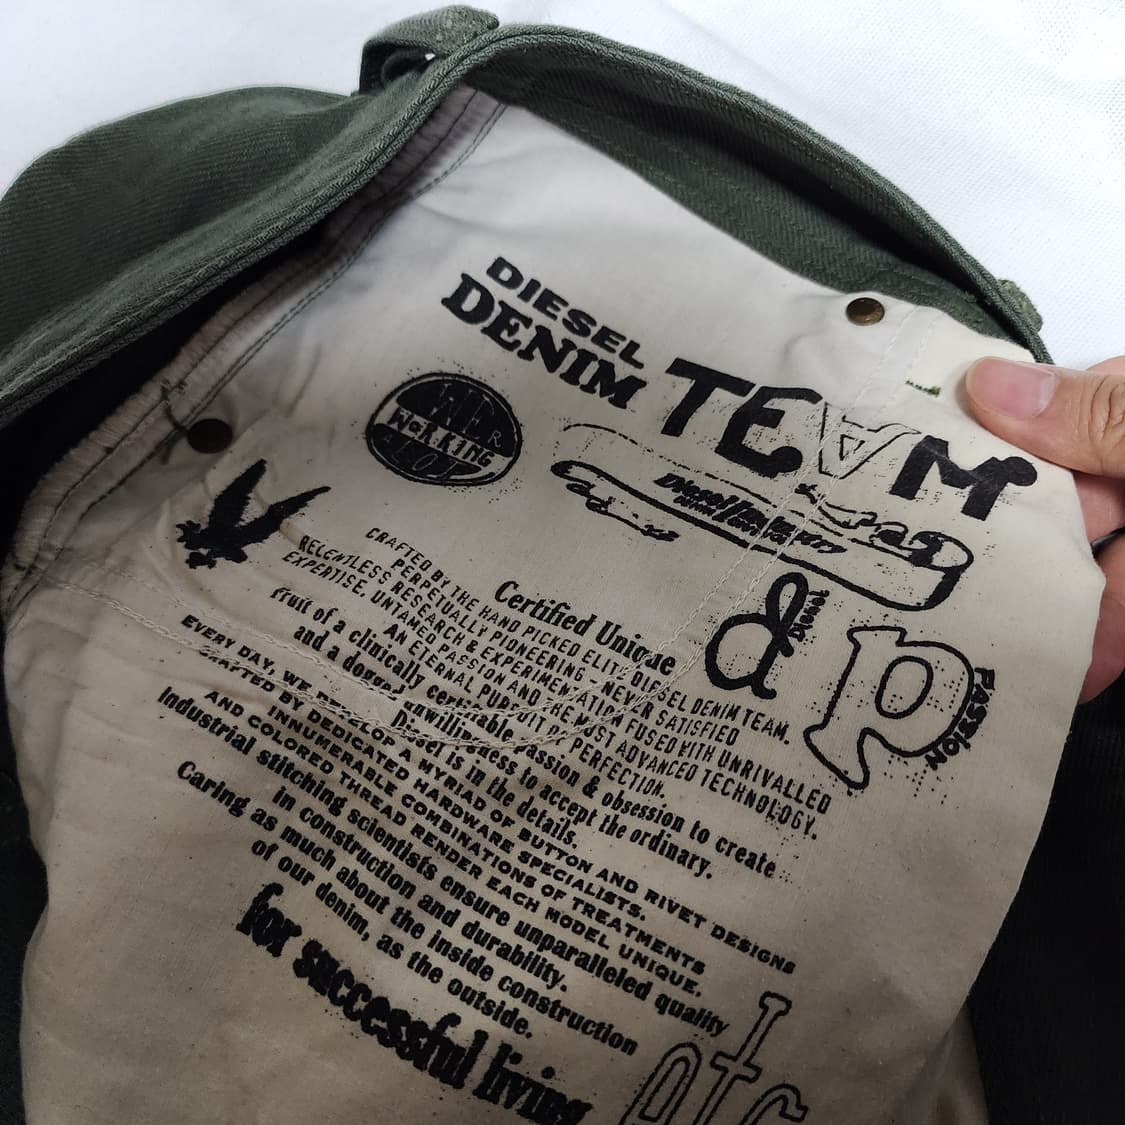 DIESEL
DENIM TEAM
WORKING
Certified Unique
CRAFTED BY THE HAND PICKED ELITE DIESEL DENIM TEAM.
PERPETUALLY PIONEERING - NEVER SATISFIED
RELENTLESS RESEARCH & EXPERIMENTATION FUSED WITH UNRIVALLED
EXPERTISE, UNTAMED PASSION AND THE MOST ADVANCED TECHNOLOGY.
AN ETERNAL PURSUIT OF PERFECTION.
fruit of a clinically certifiable passion & obsession to create
and a dogged unwillingness to accept the ordinary.
Diesel is in the details.
EVERY DAY, WE DEVELOP A MYRIAD OF BUTTON AND RIVET DESIGNS
CRAFTED BY DEDICATED HARDWARE SPECIALISTS.
INNUMERABLE COMBINATIONS OF TREATMENTS
AND COLORED THREAD RENDER EACH MODEL UNIQUE.
Industrial stitching scientists ensure unparalleled quality
in construction and durability.
Caring as much about the inside construction
of our denim, as the outside.
for successful living
d
p
PASSION